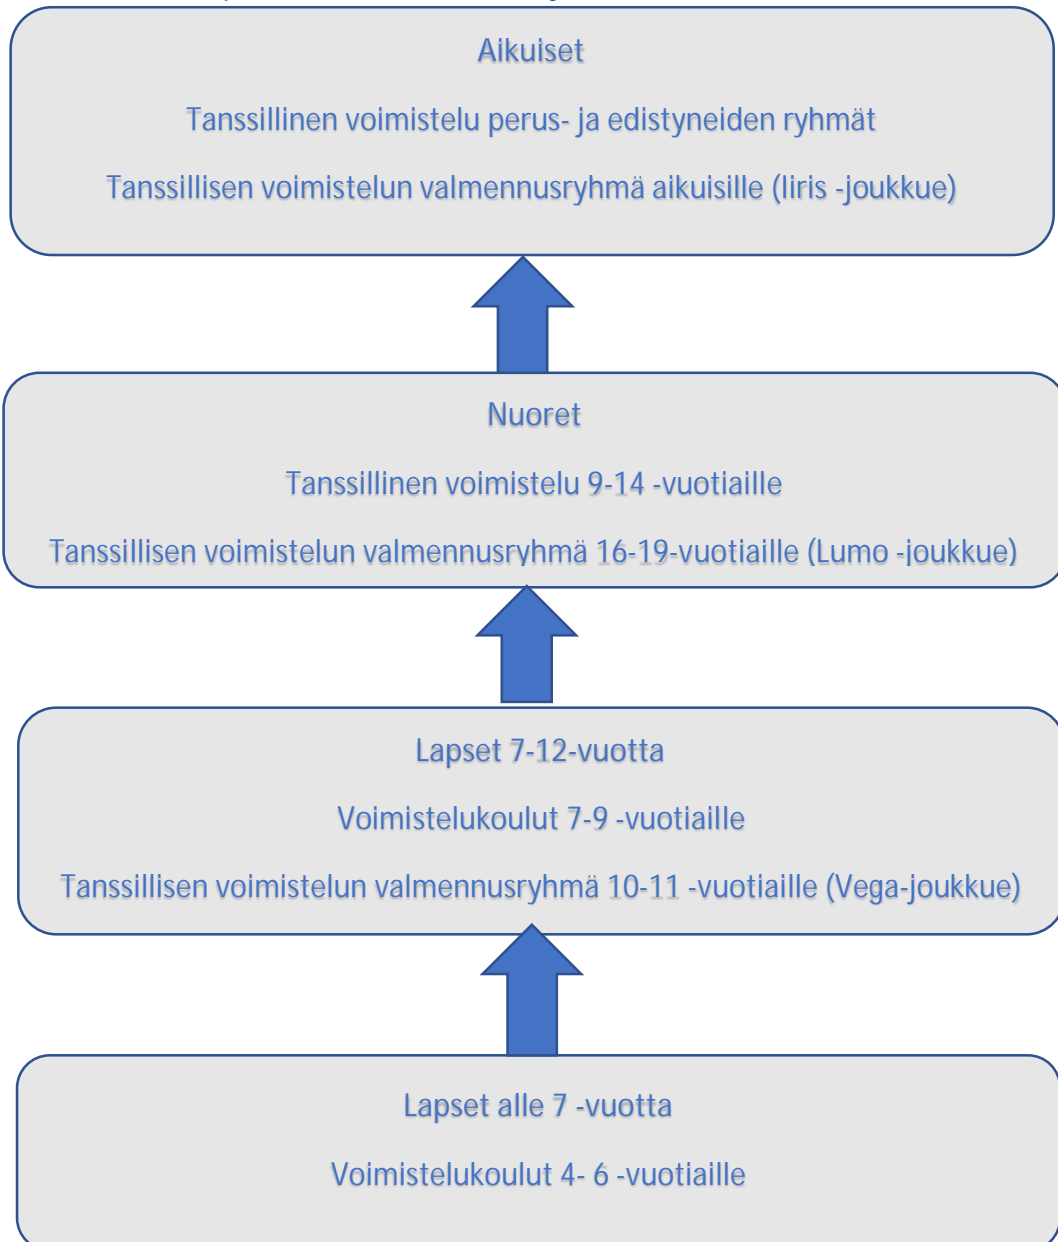 Aikuiset
Tanssillinen voimistelu perus- ja edistyneiden ryhmät
Tanssillisen voimistelun valmennusryhmä aikuisille (Iiris -joukkue)
Nuoret
Tanssillinen voimistelu 9-14 -vuotiaille
Tanssillisen voimistelun valmennusryhmä 16-19-vuotiaille (Lumo -joukkue)
Lapset 7-12-vuotta
Voimistelukoulut 7-9 -vuotiaille
Tanssillisen voimistelun valmennusryhmä 10-11 -vuotiaille (Vega-joukkue)
Lapset alle 7 -vuotta
Voimistelukoulut 4- 6 -vuotiaille